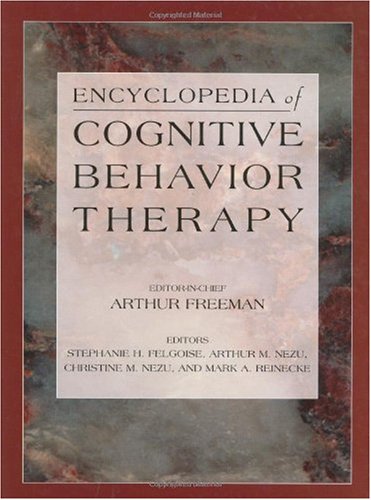 ENCYCLOPEDIA of
COGNITIVE
BEHAVIOR
THERAPY
EDITOR-IN-CHIEF
ARTHUR FREEMAN
EDITORS
STEPHANIE H. FELGOISE, ARTHUR M. NEZU,
CHRISTINE M. NEZU, AND MARK A. REINECKE